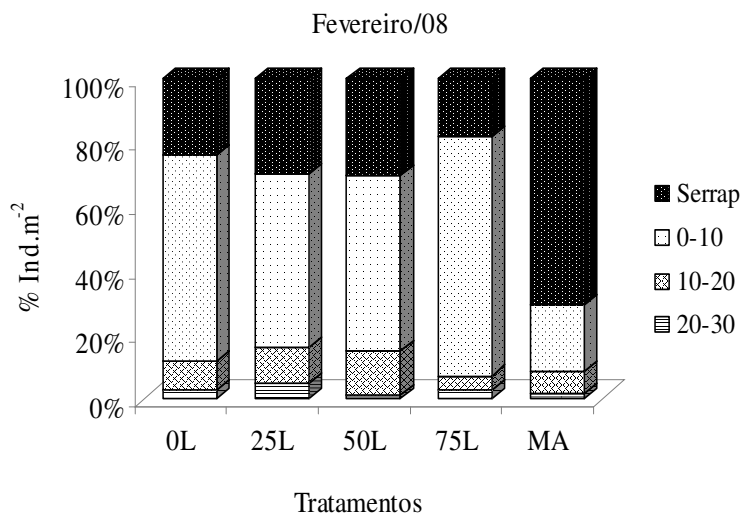 Fevereiro/08
100%
80%
60%
40%
20%
0%
% Ind.m-2
0L 25L 50L 75L MA
Tratamentos
Serrap
0-10
10-20
20-30